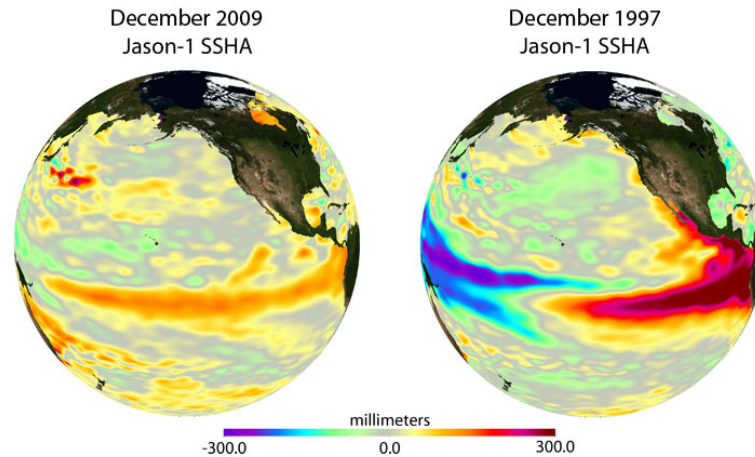 December 2009
Jason-1 SSHA
December 1997
Jason-1 SSHA
millimeters
-300.0 0.0 300.0